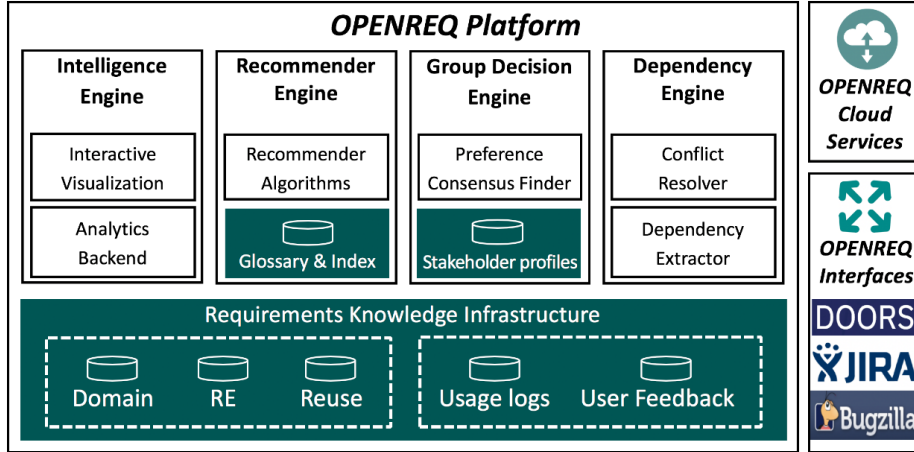 OPENREQ Platform
Intelligence
Engine
Interactive
Visualization
Analytics
Backend
Recommender
Engine
Recommender
Algorithms
Glossary & Index
Group Decision
Engine
Preference
Consensus Finder
Stakeholder profiles
Dependency
Engine
Conflict
Resolver
Dependency
Extractor
Requirements Knowledge Infrastructure
Domain
RE
Reuse
Usage logs
User Feedback
OPENREQ
Cloud
Services
OPENREQ
Interfaces
DOORS
JIRA
Bugzilla